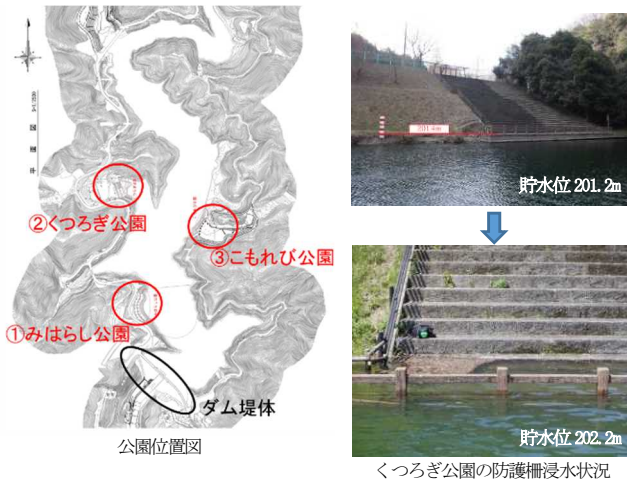 ②くつろぎ公園
③こもれび公園
①みはらし公園
ダム堤体
公園位置図
貯水位 201.2m
貯水位 202.2m
くつろぎ公園の防護柵浸水状況